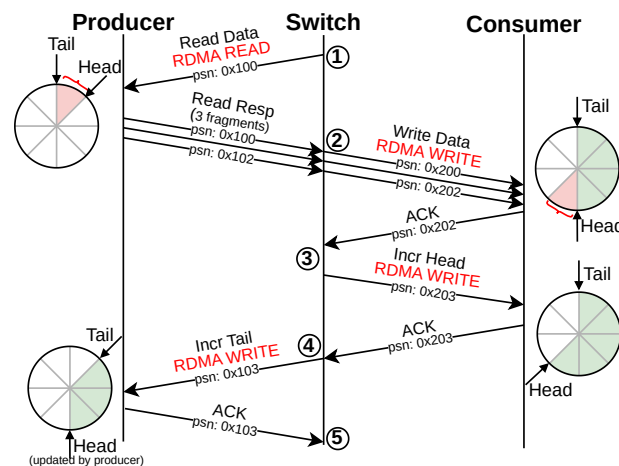 Producer
Switch
Consumer
Tail
Head
Read Data
RDMA READ
psn: 0x100
①
Read Resp
(3 fragments)
psn: 0x100
psn: 0x102
②
Write Data
RDMA WRITE
psn: 0x200
psn: 0x202
Tail
Head
ACK
psn: 0x202
③
Incr Head
RDMA WRITE
psn: 0x203
Tail
Head
ACK
psn: 0x203
④
Incr Tail
RDMA WRITE
psn: 0x103
Tail
Head
(updated by producer)
ACK
psn: 0x103
⑤